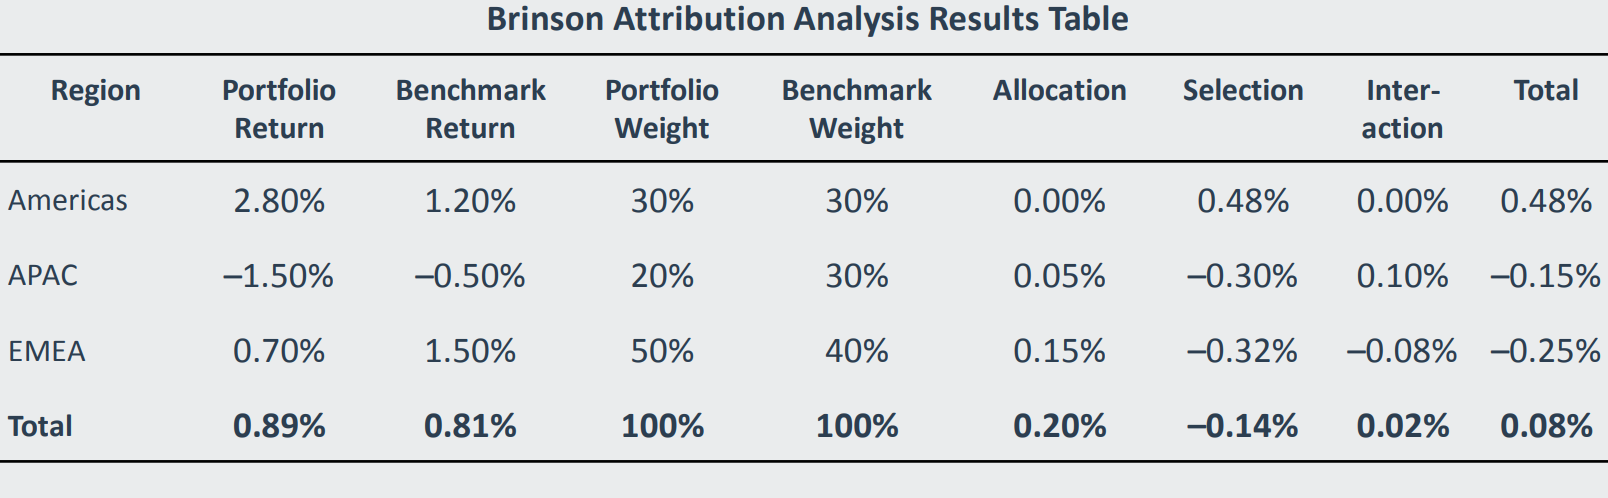 Brinson Attribution Analysis Results Table
Region Portfolio Benchmark Portfolio Benchmark Allocation Selection Inter- Total
Return Return Weight Weight action
Americas 2.80% 1.20% 30% 30% 0.00% 0.48% 0.00% 0.48%
APAC –1.50% –0.50% 20% 30% 0.05% –0.30% 0.10% –0.15%
EMEA 0.70% 1.50% 50% 40% 0.15% –0.32% –0.08% –0.25%
Total 0.89% 0.81% 100% 100% 0.20% –0.14% 0.02% 0.08%